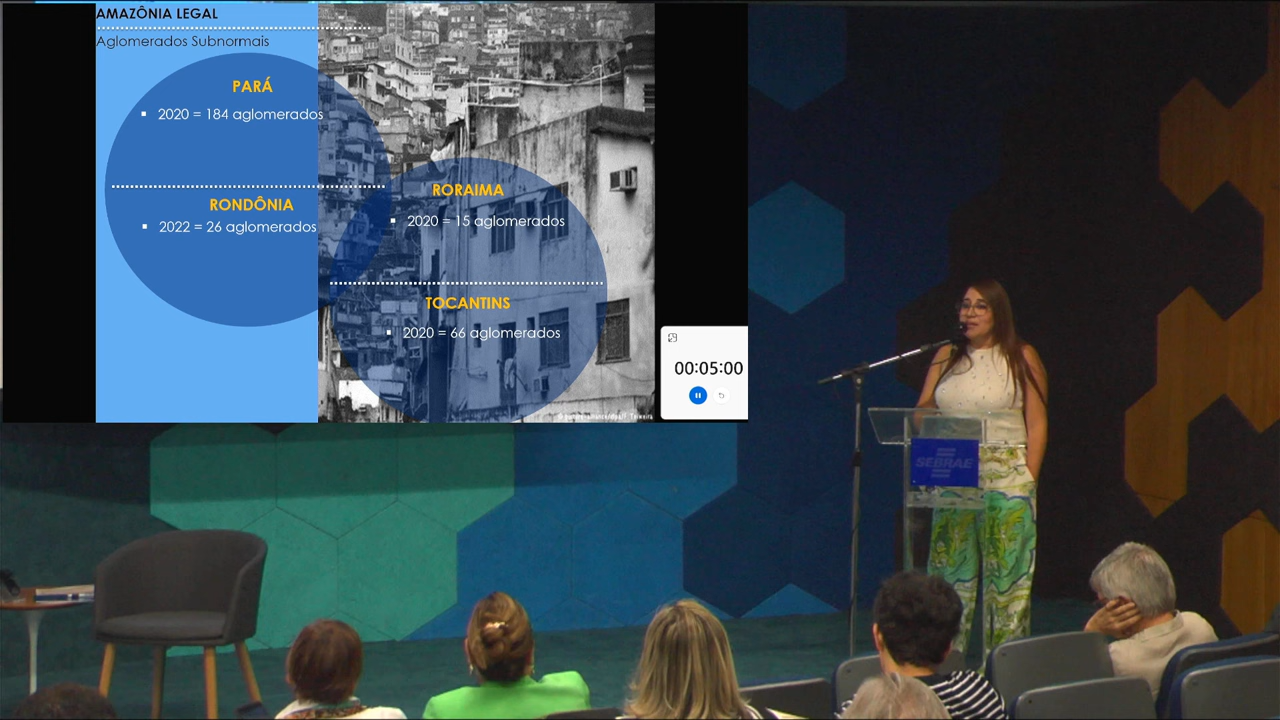 AMAZÔNIA LEGAL
Aglomerados Subnormais
PARÁ
▪ 2020 = 184 aglomerados
RONDÔNIA
▪ 2022 = 26 aglomerados
RORAIMA
▪ 2020 = 15 aglomerados
TOCANTINS
▪ 2020 = 66 aglomerados
00:05:00
SEBRAE